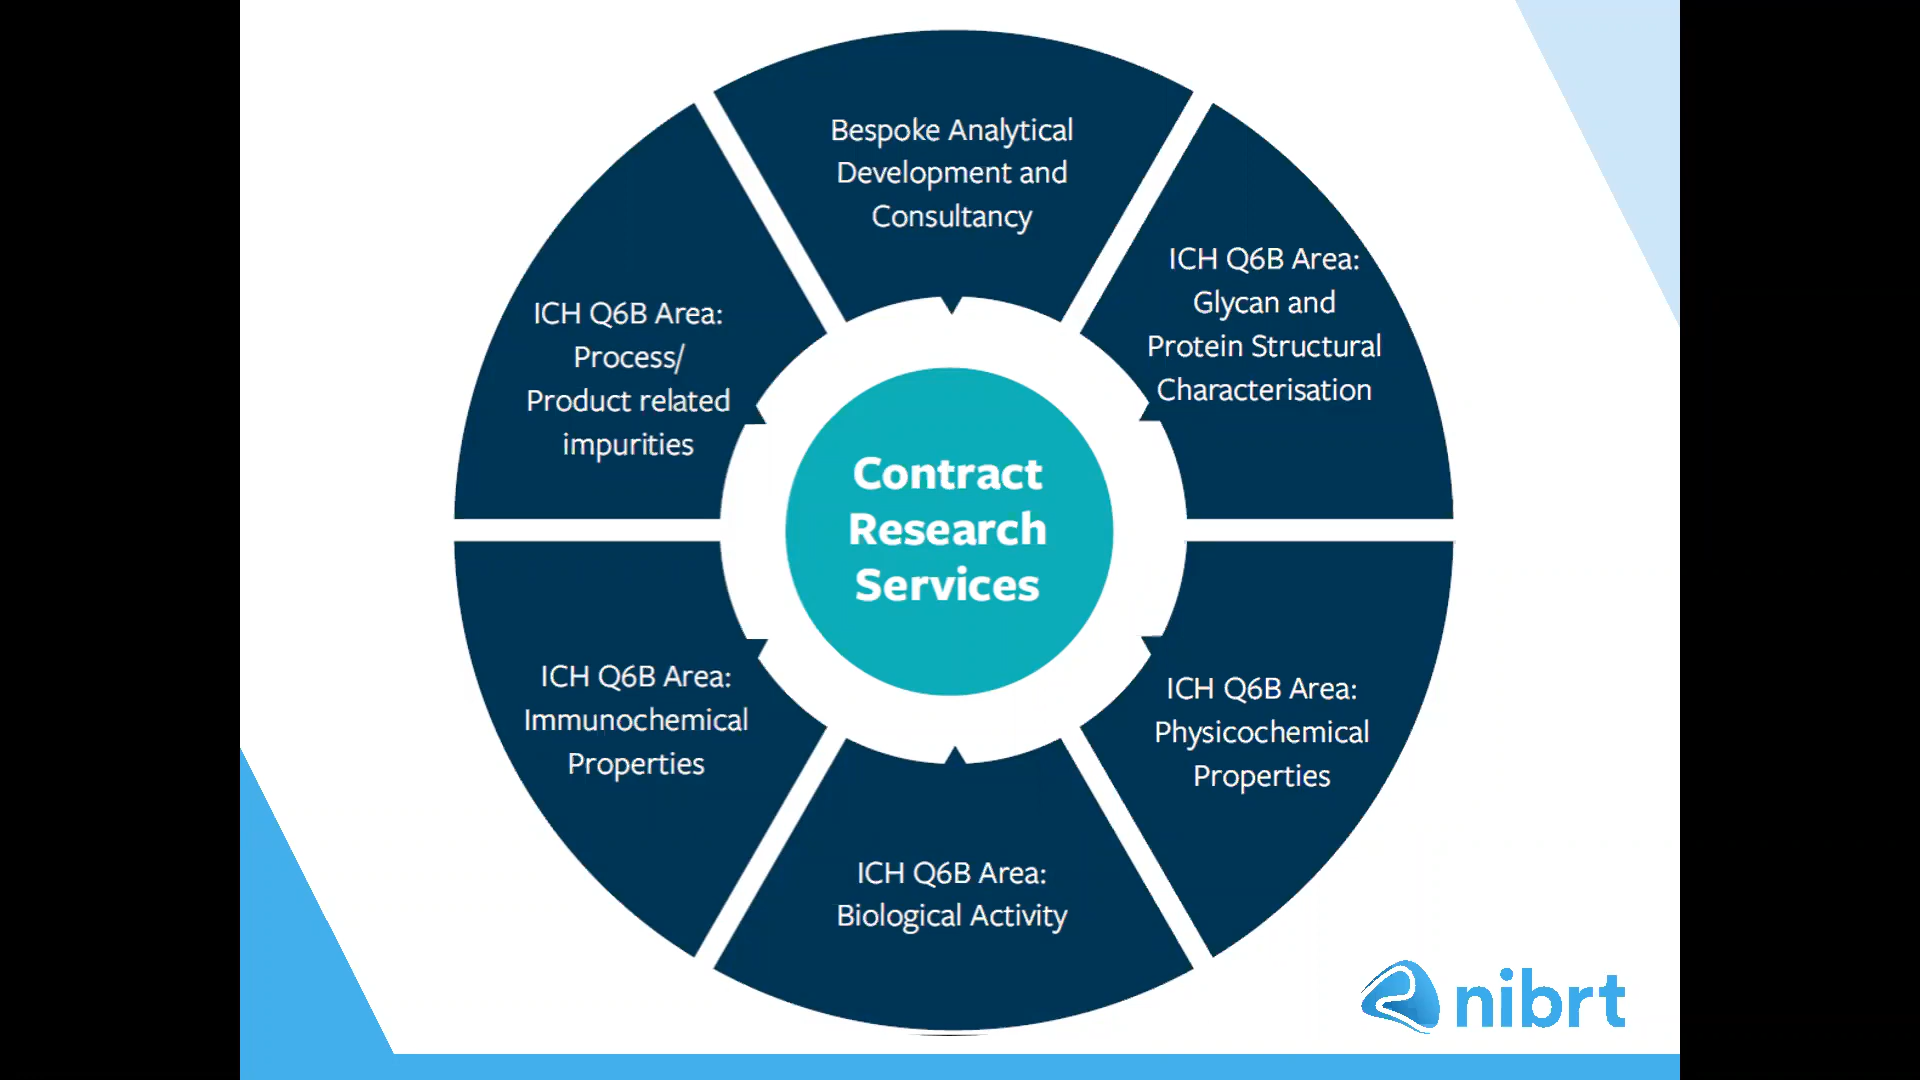 Bespoke Analytical
Development and
Consultancy
ICH Q6B Area:
Glycan and
Protein Structural
Characterisation
ICH Q6B Area:
Physicochemical
Properties
ICH Q6B Area:
Biological Activity
ICH Q6B Area:
Immunochemical
Properties
ICH Q6B Area:
Process/
Product related
impurities
Contract
Research
Services
nibrt